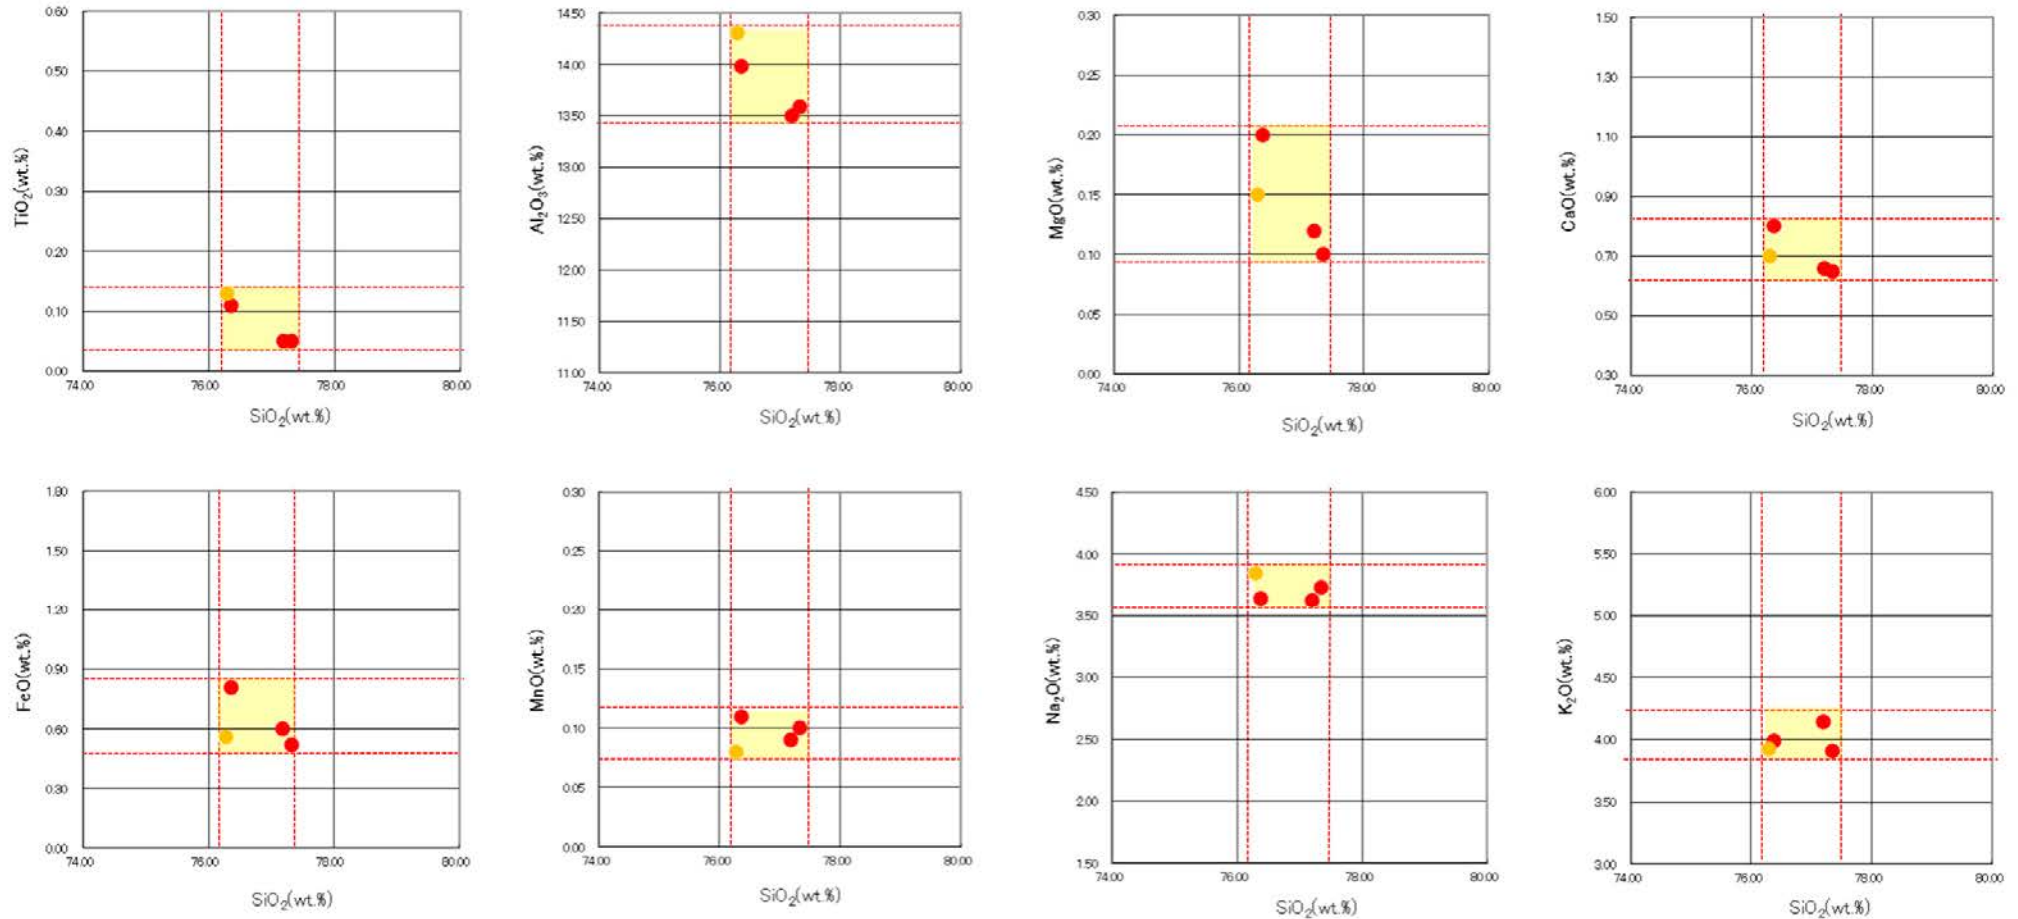 0.60
0.50
0.40
0.30
0.20
0.10
0.00
74.00 76.00 78.00 80.00
TiO2(wt.%)
SiO2(wt.%)
14.50
14.00
13.50
13.00
12.50
12.00
11.50
11.00
74.00 76.00 78.00 80.00
Al2O3(wt.%)
SiO2(wt.%)
0.30
0.25
0.20
0.15
0.10
0.05
0.00
74.00 76.00 78.00 80.00
MgO(wt.%)
SiO2(wt.%)
1.50
1.30
1.10
0.90
0.70
0.50
0.30
74.00 76.00 78.00 80.00
CaO(wt.%)
SiO2(wt.%)
1.80
1.50
1.20
0.90
0.60
0.30
0.00
74.00 76.00 78.00 80.00
FeO(wt.%)
SiO2(wt.%)
0.30
0.25
0.20
0.15
0.10
0.05
0.00
74.00 76.00 78.00 80.00
MnO(wt.%)
SiO2(wt.%)
4.50
4.00
3.50
3.00
2.50
2.00
1.50
74.00 76.00 78.00 80.00
Na2O(wt.%)
SiO2(wt.%)
6.00
5.50
5.00
4.50
4.00
3.50
3.00
74.00 76.00 78.00 80.00
K2O(wt.%)
SiO2(wt.%)